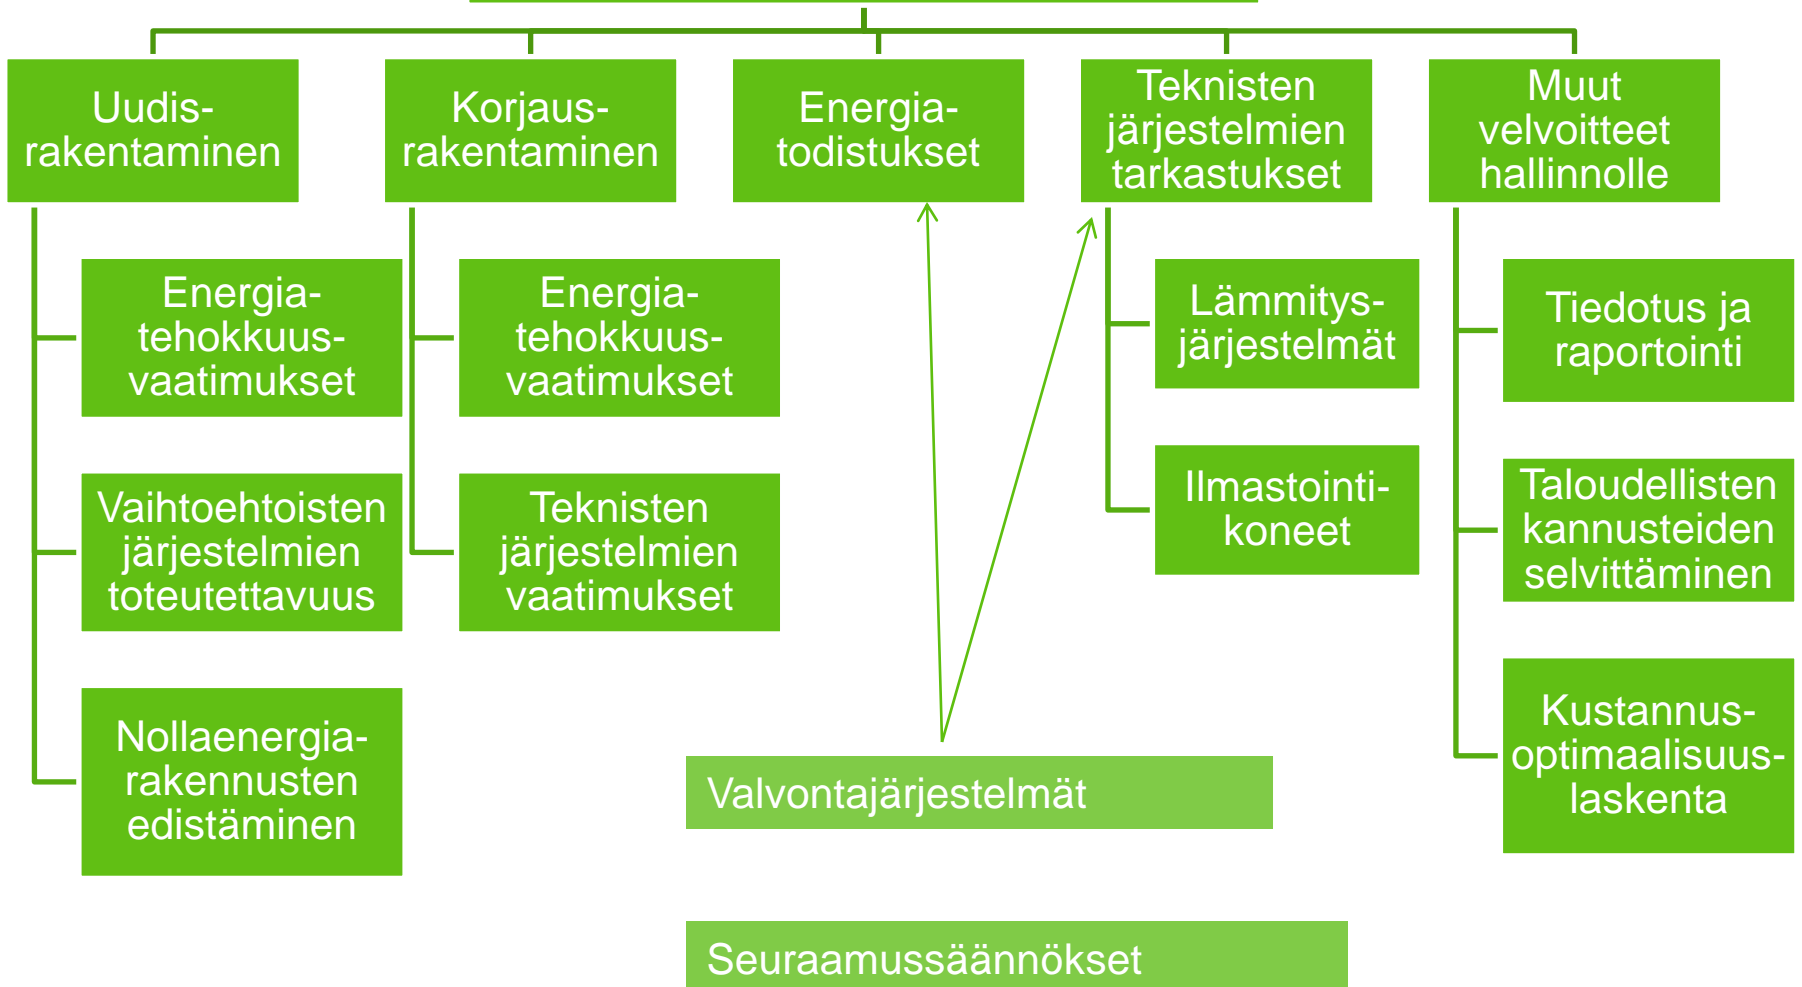 Uudis-
rakentaminen
Korjaus-
rakentaminen
Energia-
todistukset
Teknisten
järjestelmien
tarkastukset
Muut
velvoitteet
hallinnolle
Energia-
tehokkuus-
vaatimukset
Vaihtoehtoisten
järjestelmien
toteutettavuus
Nollaenergia-
rakennusten
edistäminen
Energia-
tehokkuus-
vaatimukset
Teknisten
järjestelmien
vaatimukset
Lämmitys-
järjestelmät
Ilmastointi-
koneet
Tiedotus ja
raportointi
Taloudellisten
kannusteiden
selvittäminen
Kustannus-
optimaalisuus-
laskenta
Valvontajärjestelmät
Seuraamussäännökset